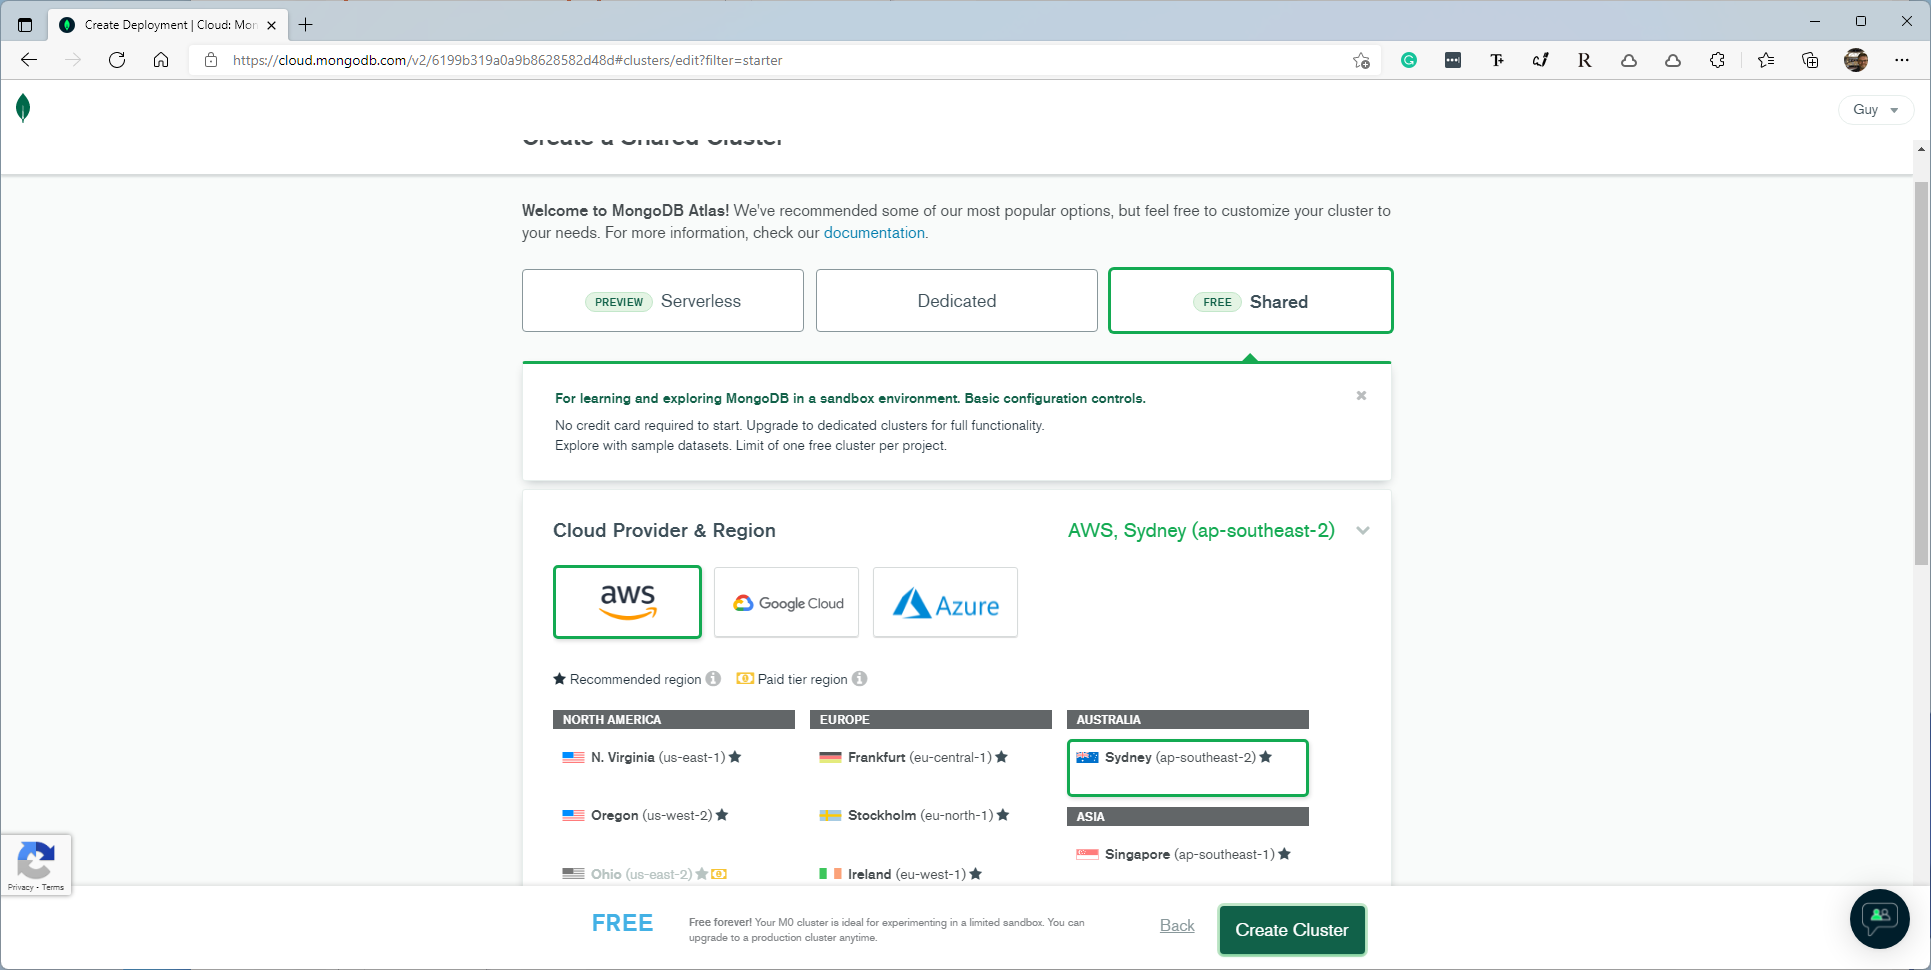 Create Deployment | Cloud: Mon
https://cloud.mongodb.com/v2/6199b319a0a9b8628582d48d#clusters/edit?filter=starter
Guy
Create a Shared Cluster
Welcome to MongoDB Atlas! We've recommended some of our most popular options, but feel free to customize your cluster to
your needs. For more information, check our documentation.
PREVIEW Serverless
Dedicated
FREE Shared
For learning and exploring MongoDB in a sandbox environment. Basic configuration controls.
No credit card required to start. Upgrade to dedicated clusters for full functionality.
Explore with sample datasets. Limit of one free cluster per project.
Cloud Provider & Region
AWS, Sydney (ap-southeast-2)
aws
Google Cloud
Azure
Recommended region
Paid tier region
NORTH AMERICA
N. Virginia (us-east-1)
Oregon (us-west-2)
Ohio (us-east-2)
EUROPE
Frankfurt (eu-central-1)
Stockholm (eu-north-1)
Ireland (eu-west-1)
AUSTRALIA
Sydney (ap-southeast-2)
ASIA
Singapore (ap-southeast-1)
Privacy - Terms
FREE
Free forever! Your M0 cluster is ideal for experimenting in a limited sandbox. You can
upgrade to a production cluster anytime.
Back
Create Cluster